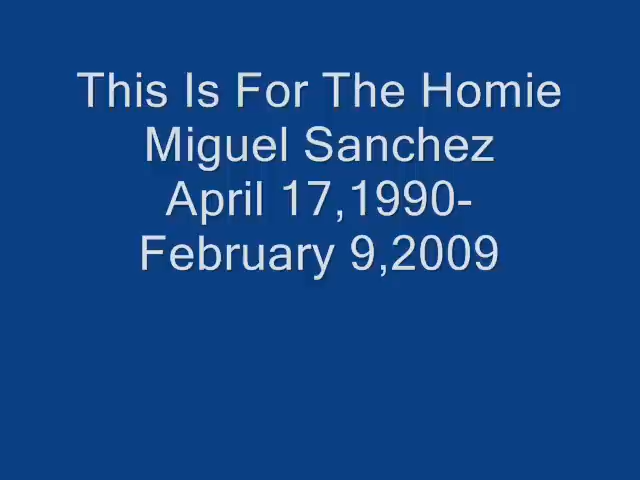 This Is For The Homie
Miguel Sanchez
April 17,1990-
February 9,2009